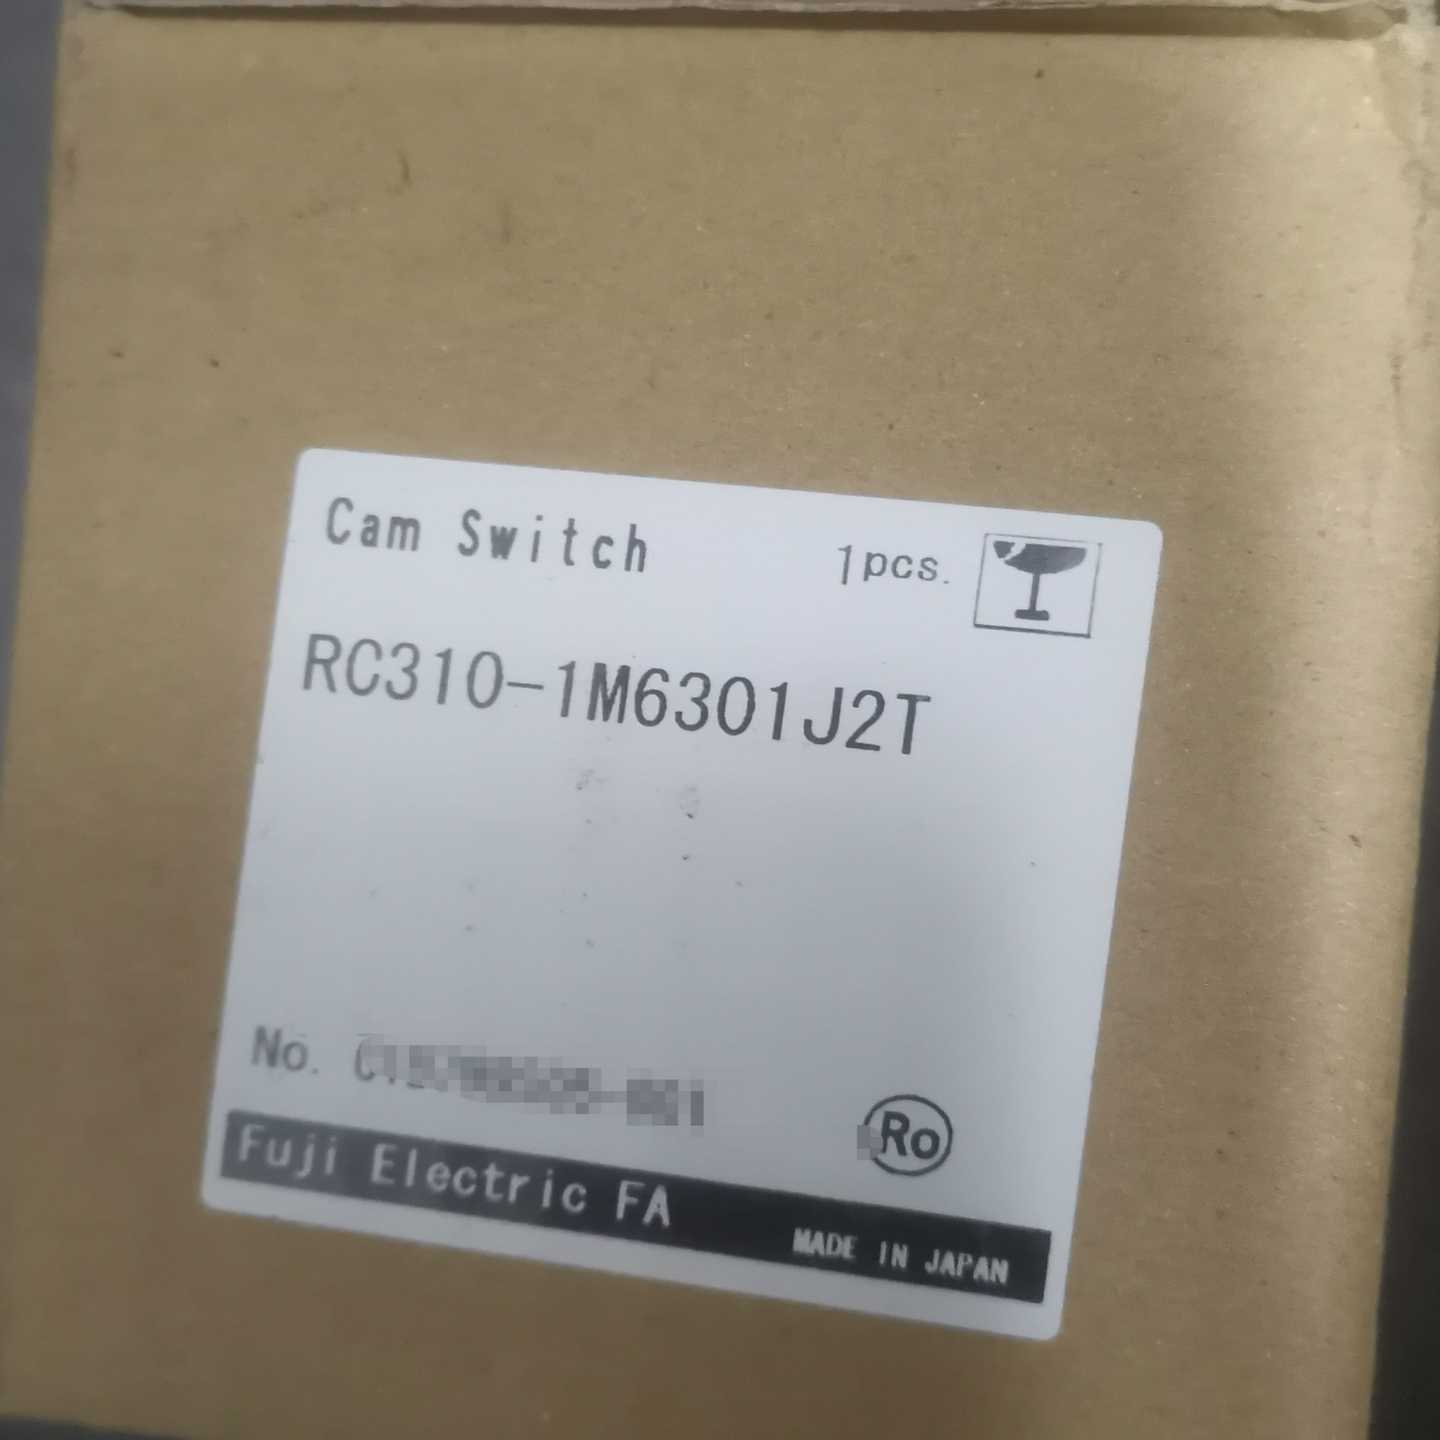 Cam Switch
1pcs.
RC310-1M6301J2T
No.
Ro
Fuji Electric FA
MADE IN JAPAN